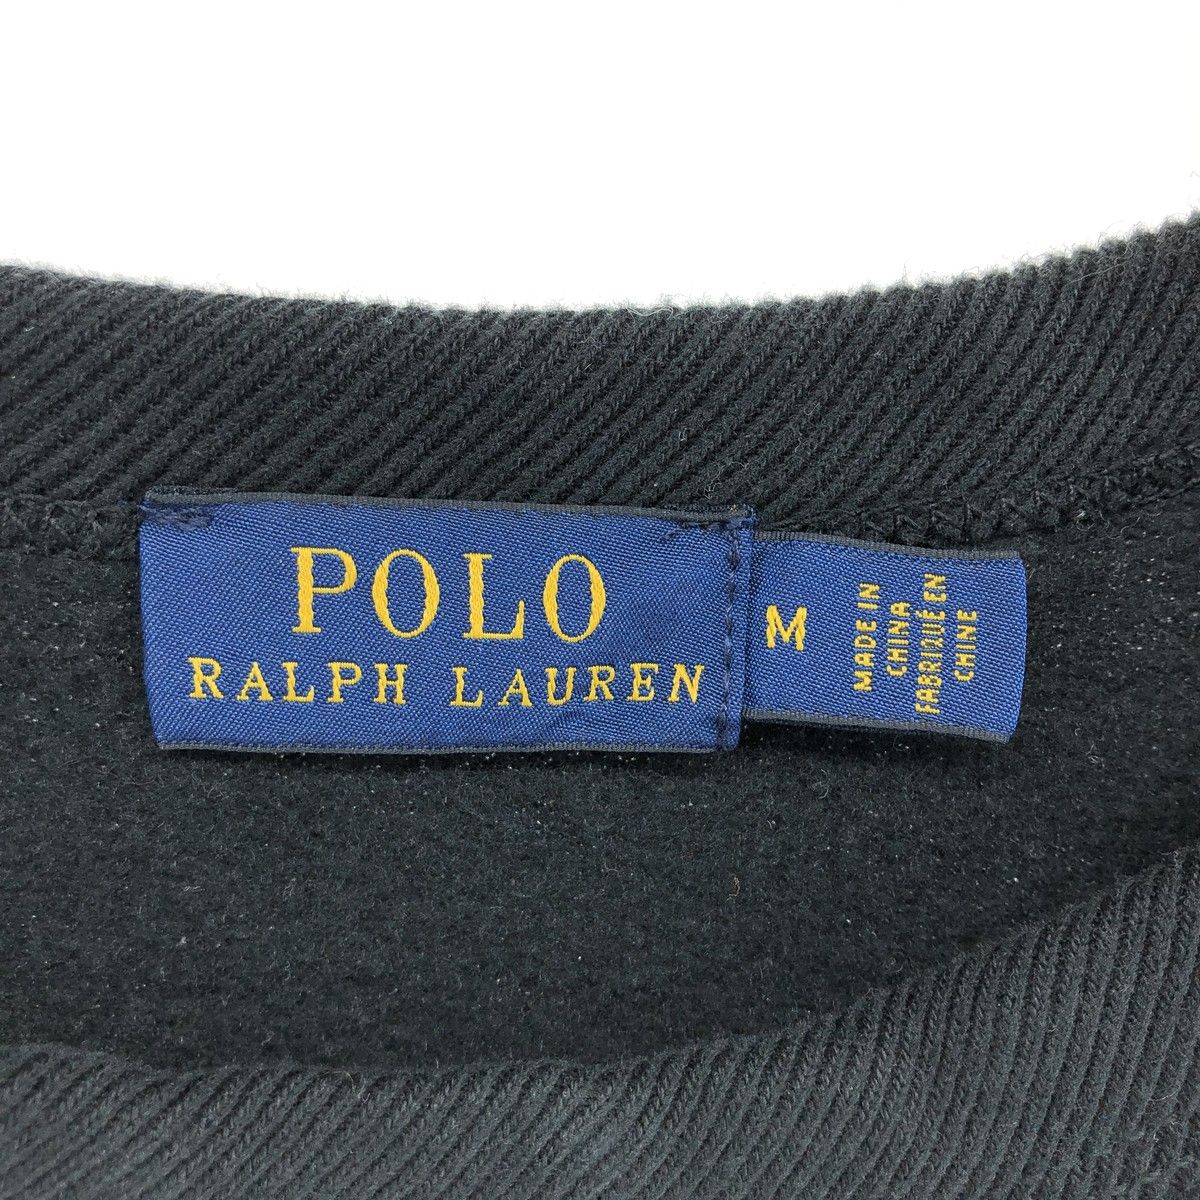 POLO
RALPH LAUREN
M
MADE IN
CHINA
FABRIQUÉ EN
CHINE